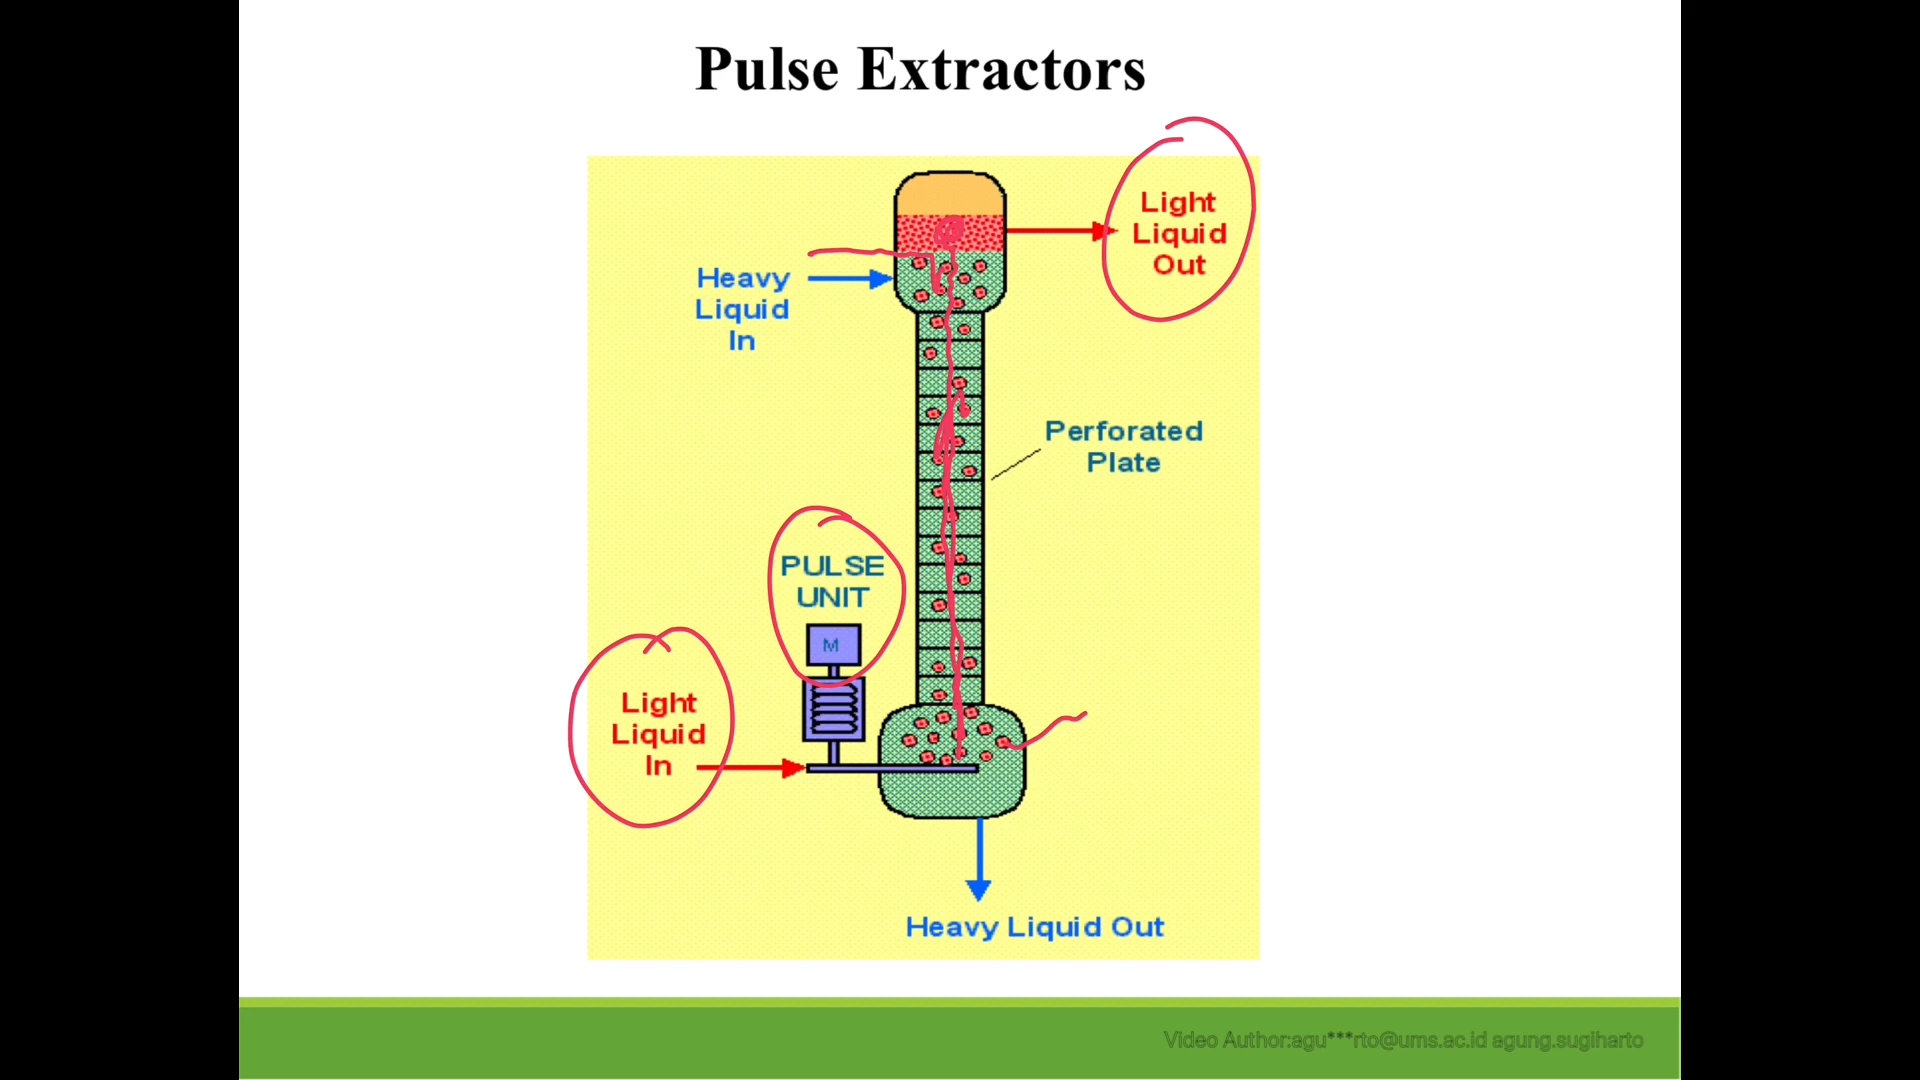 Pulse Extractors
Light
Liquid
Out
Heavy
Liquid
In
Perforated
Plate
PULSE
UNIT
M
Light
Liquid
In
Heavy Liquid Out
Video Author:agu***rto@ums.ac.id agung.sugiharto